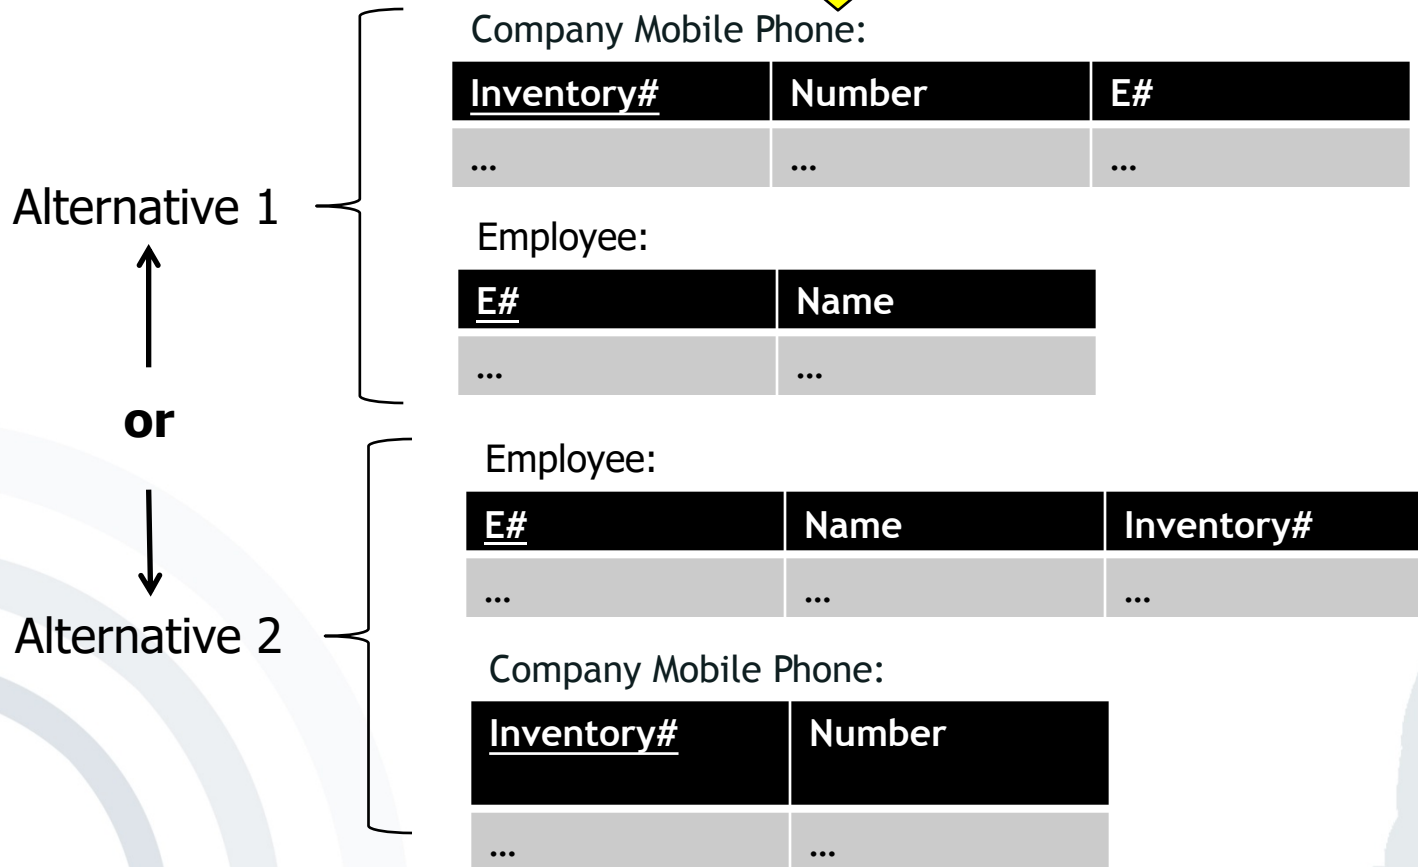 Company Mobile Phone:
Inventory# Number E#
... ... ...
Alternative 1
Employee:
E# Name
... ...
or
Employee:
E# Name Inventory#
... ... ...
Alternative 2
Company Mobile Phone:
Inventory# Number
... ...